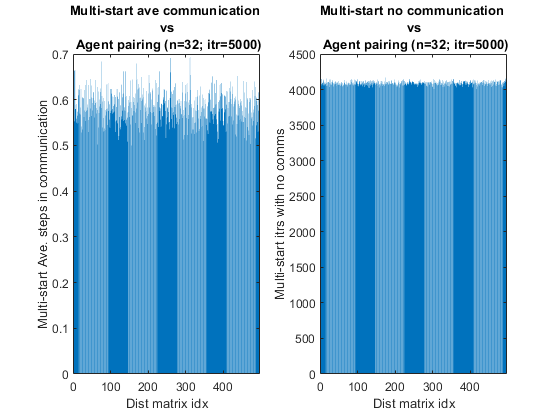 Multi-start ave communication
vs
Agent pairing (n=32; itr=5000)
Multi-start Ave. steps in communication
0.7
0.6
0.5
0.4
0.3
0.2
0.1
0
0 100 200 300 400
Dist matrix idx
Multi-start no communication
vs
Agent pairing (n=32; itr=5000)
Multi-start itrs with no comms
4500
4000
3500
3000
2500
2000
1500
1000
500
0
0 100 200 300 400
Dist matrix idx